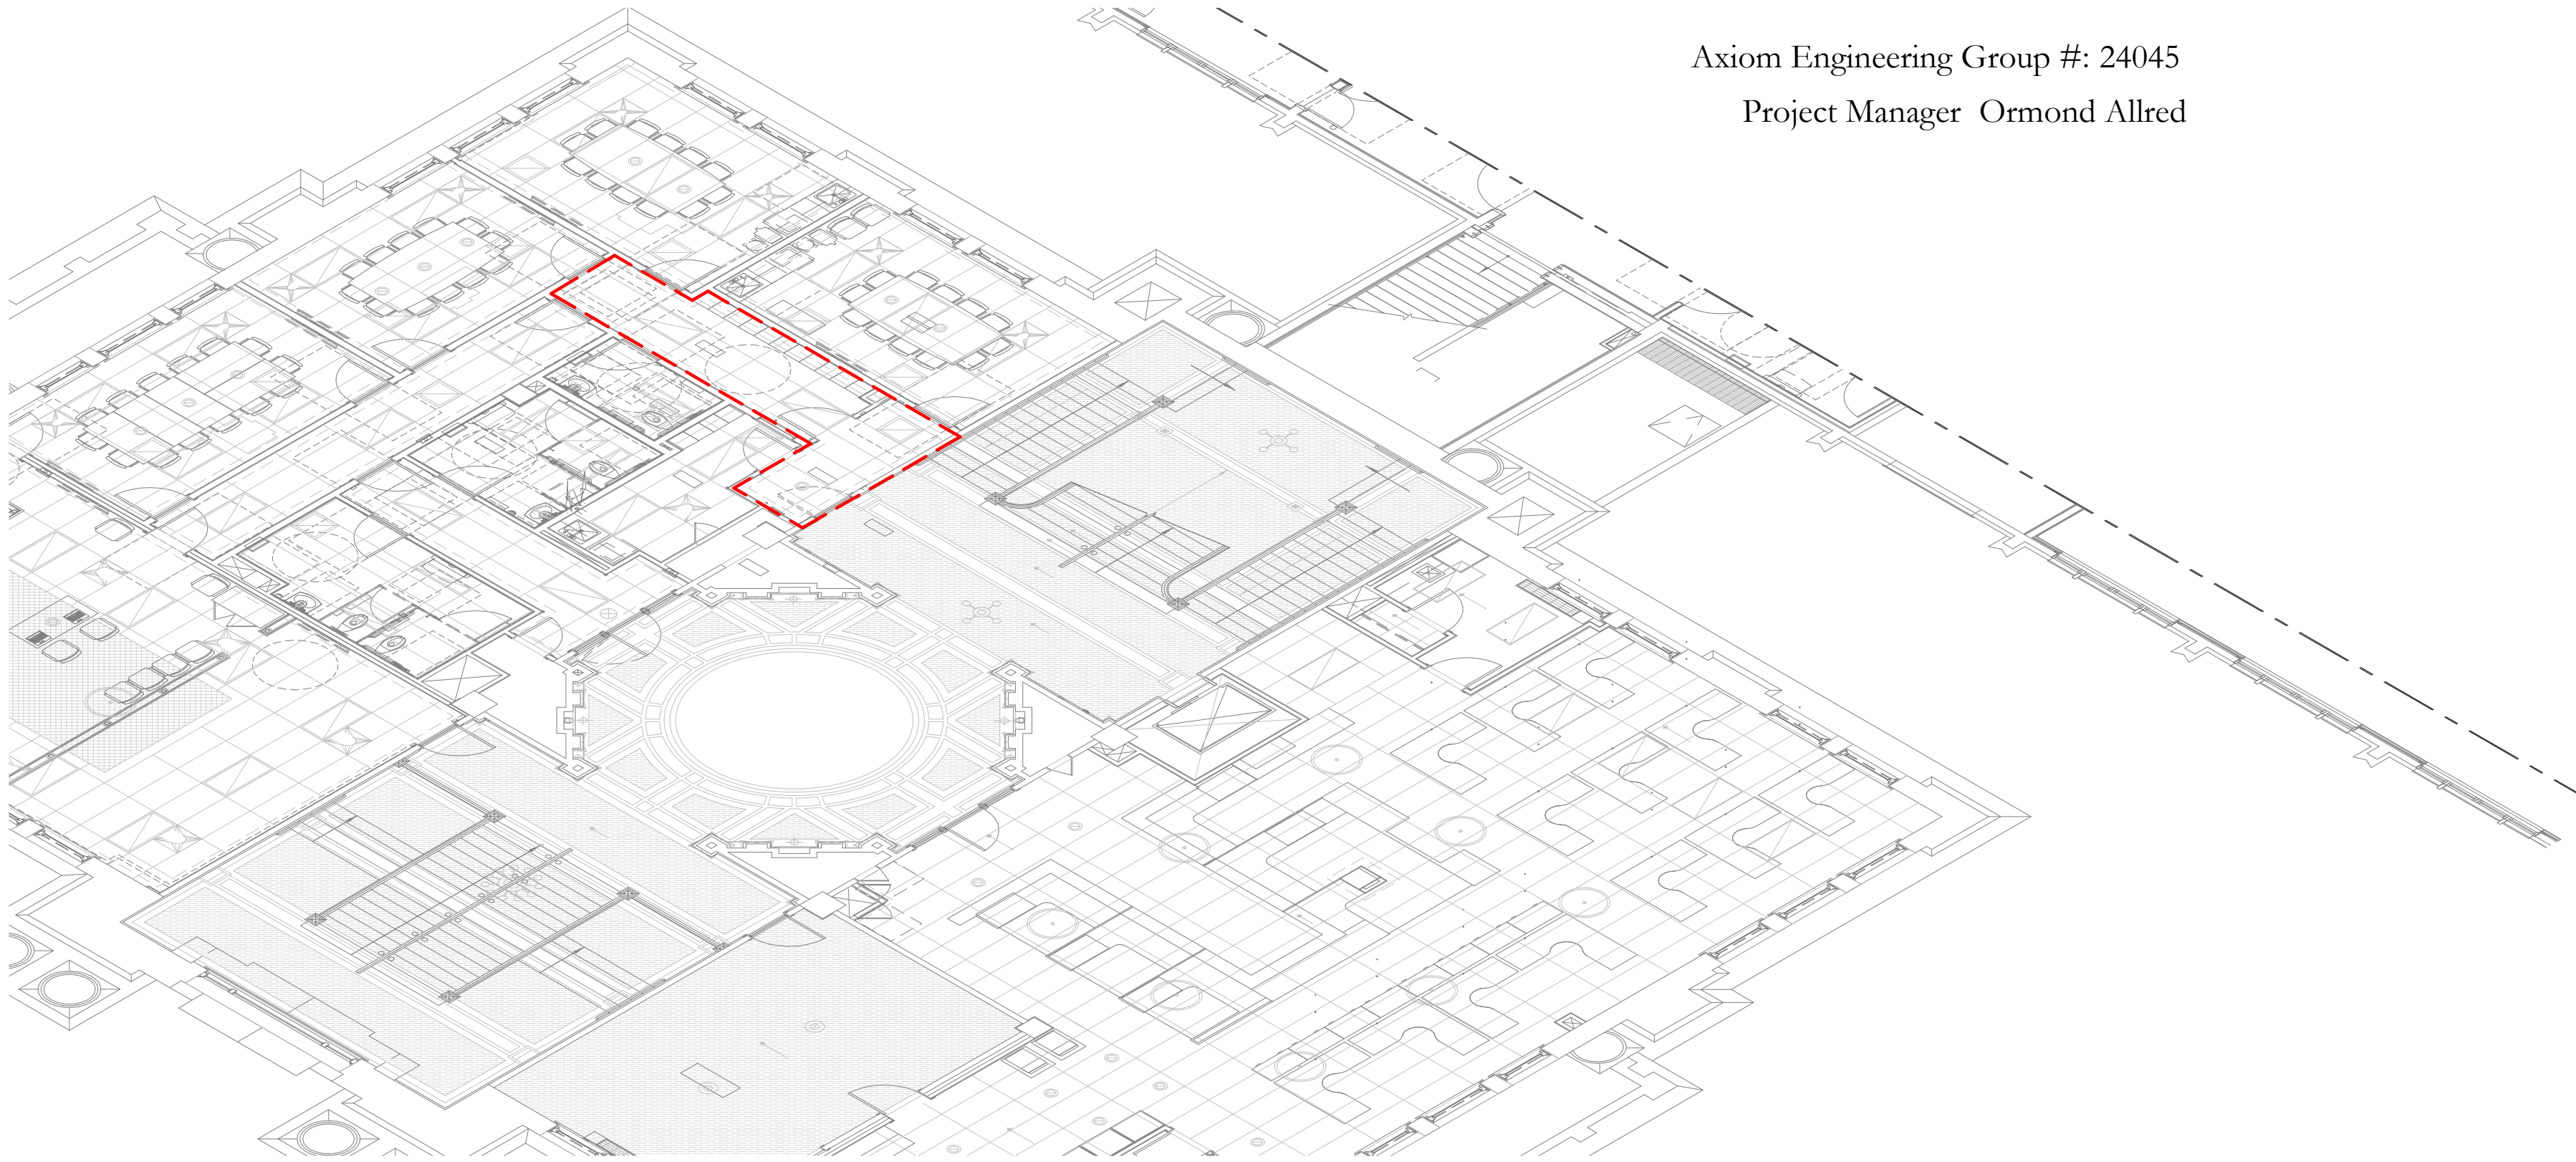 Axiom Engineering Group #: 24045
Project Manager Ormond Allred